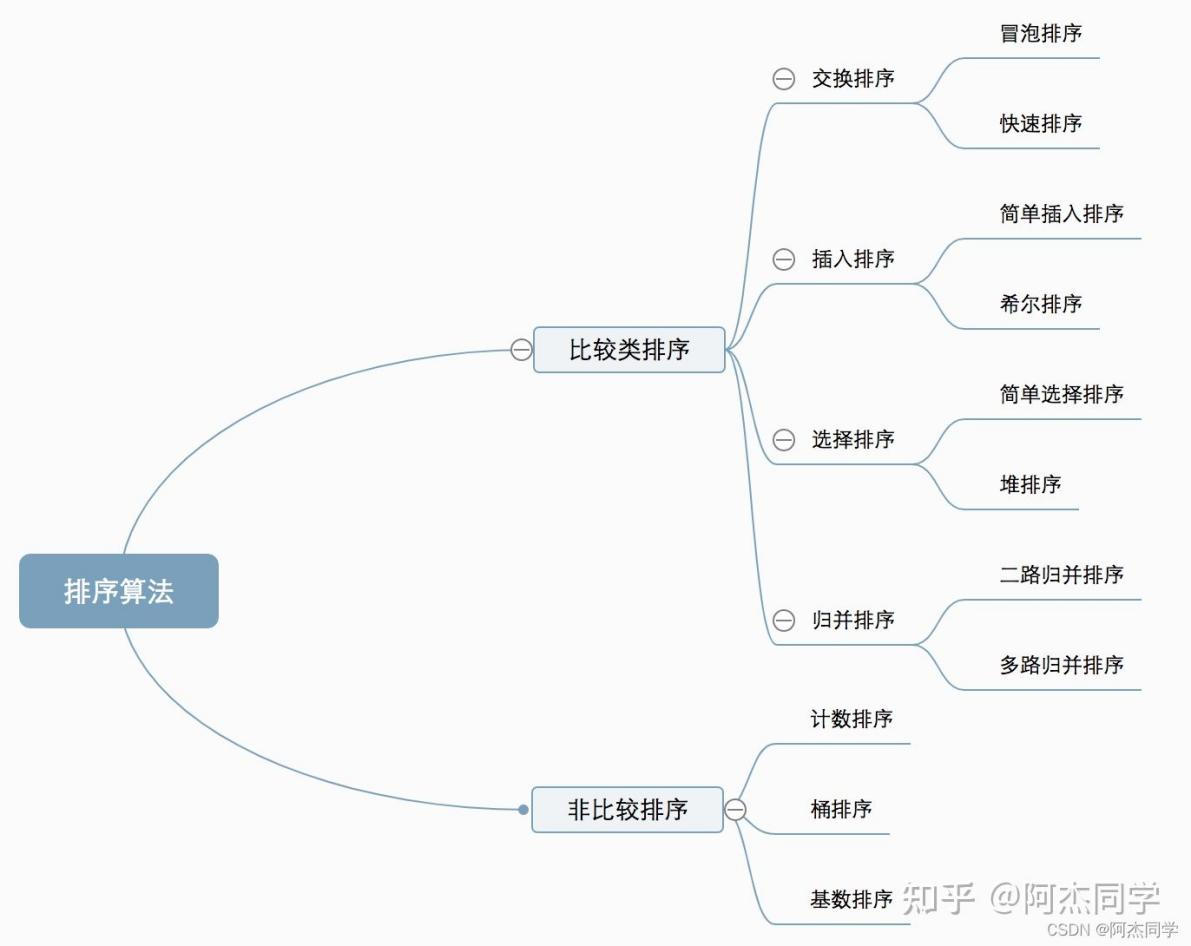 排序算法
比较类排序
交换排序
冒泡排序
快速排序
插入排序
简单插入排序
希尔排序
选择排序
简单选择排序
堆排序
归并排序
二路归并排序
多路归并排序
非比较排序
计数排序
桶排序
基数排序
知乎 @阿杰同学
CSDN @阿杰同学